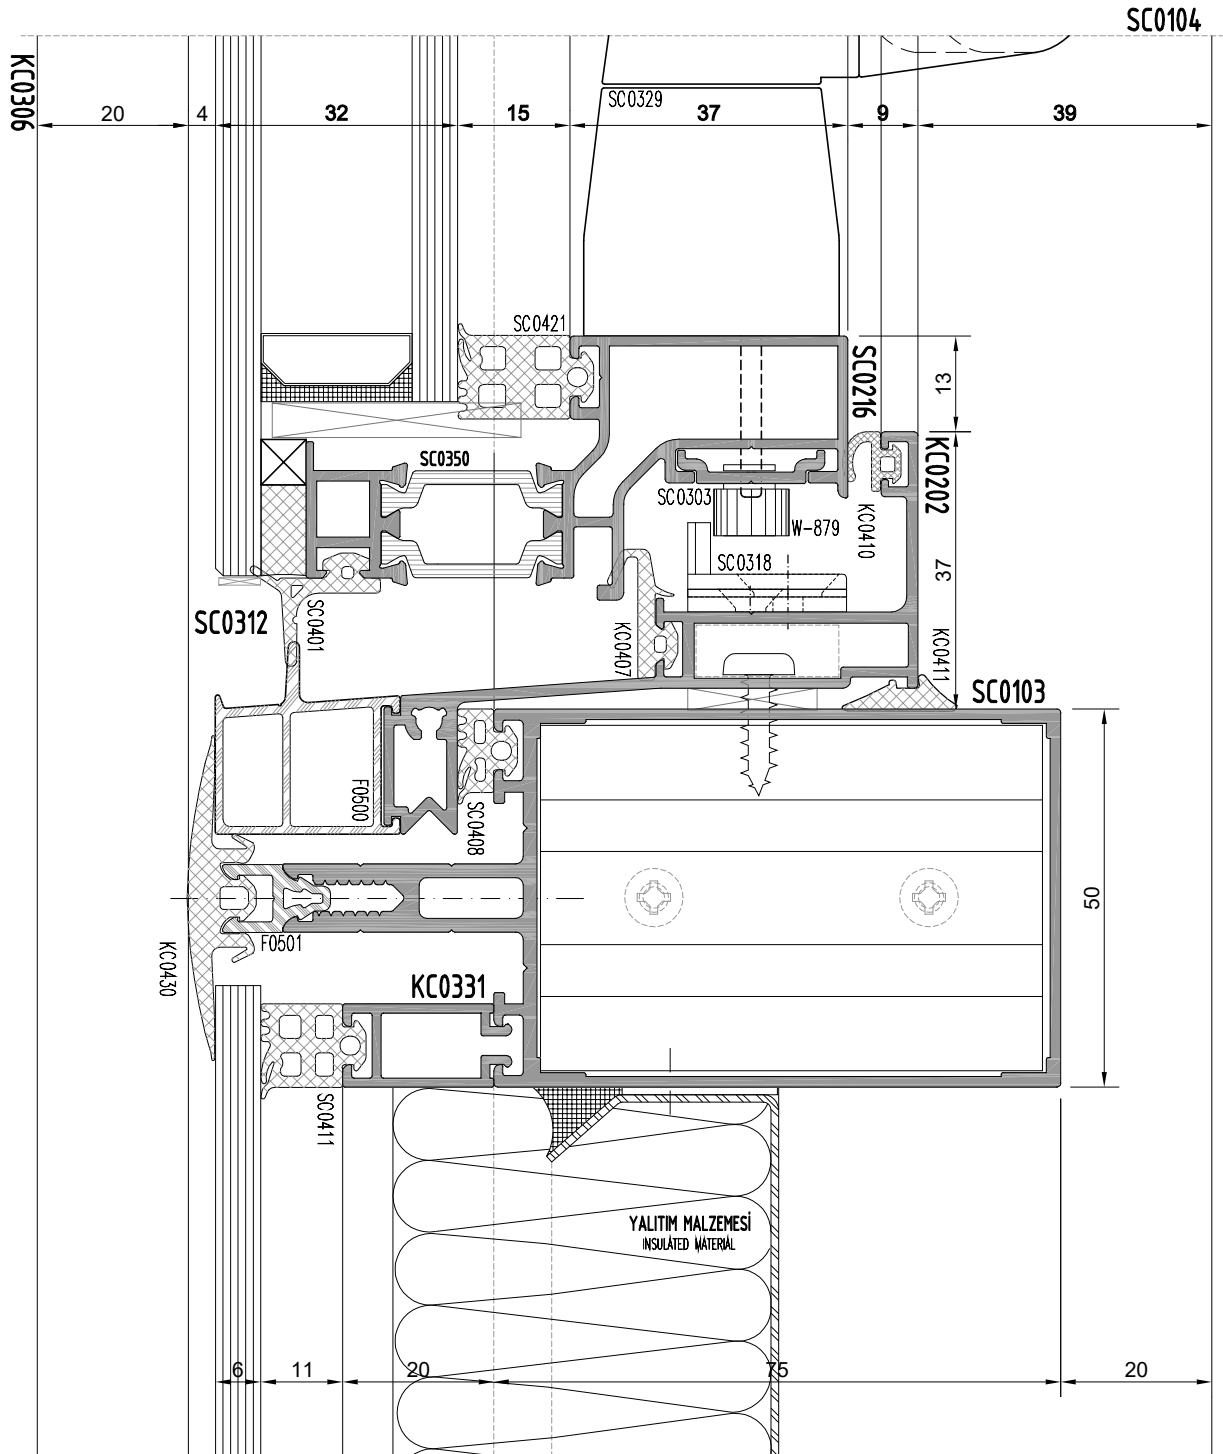 SC0104
KC0306
20
4
32
15
37
9
39
SC0329
SC0421
SC0216
13
SC0350
KC0202
SC0303
W-879
KC0410
SC0318
37
SC0312
SC0401
KC0407
KC0411
SC0103
F0500
SC0408
50
F0501
KC0430
KC0331
SC0411
YALITIM MALZEMESİ
INSULATED MATERIAL
6
11
20
75
20